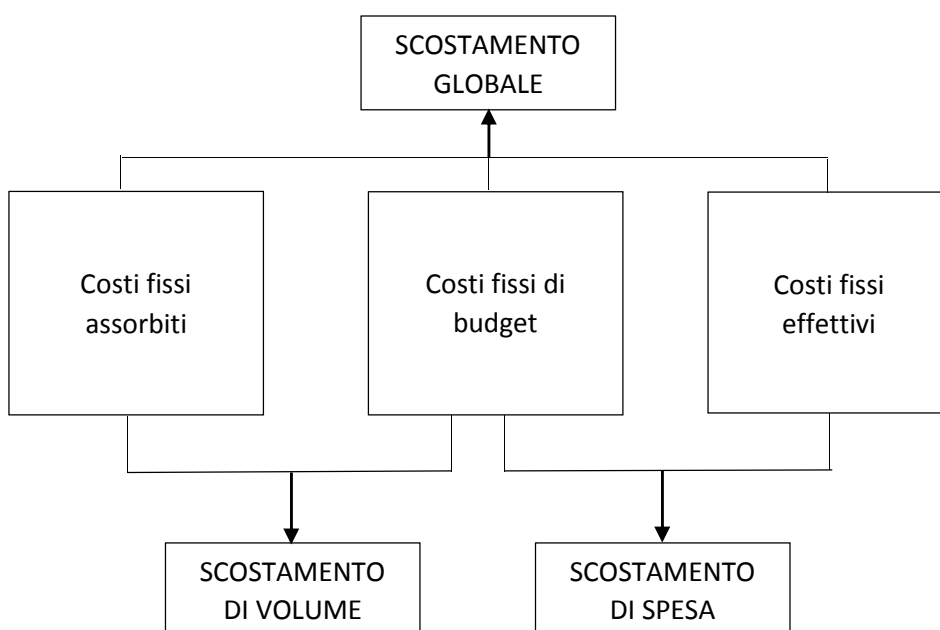 SCOSTAMENTO
GLOBALE
Costi fissi
assorbiti
Costi fissi di
budget
Costi fissi
effettivi
SCOSTAMENTO
DI VOLUME
SCOSTAMENTO
DI SPESA